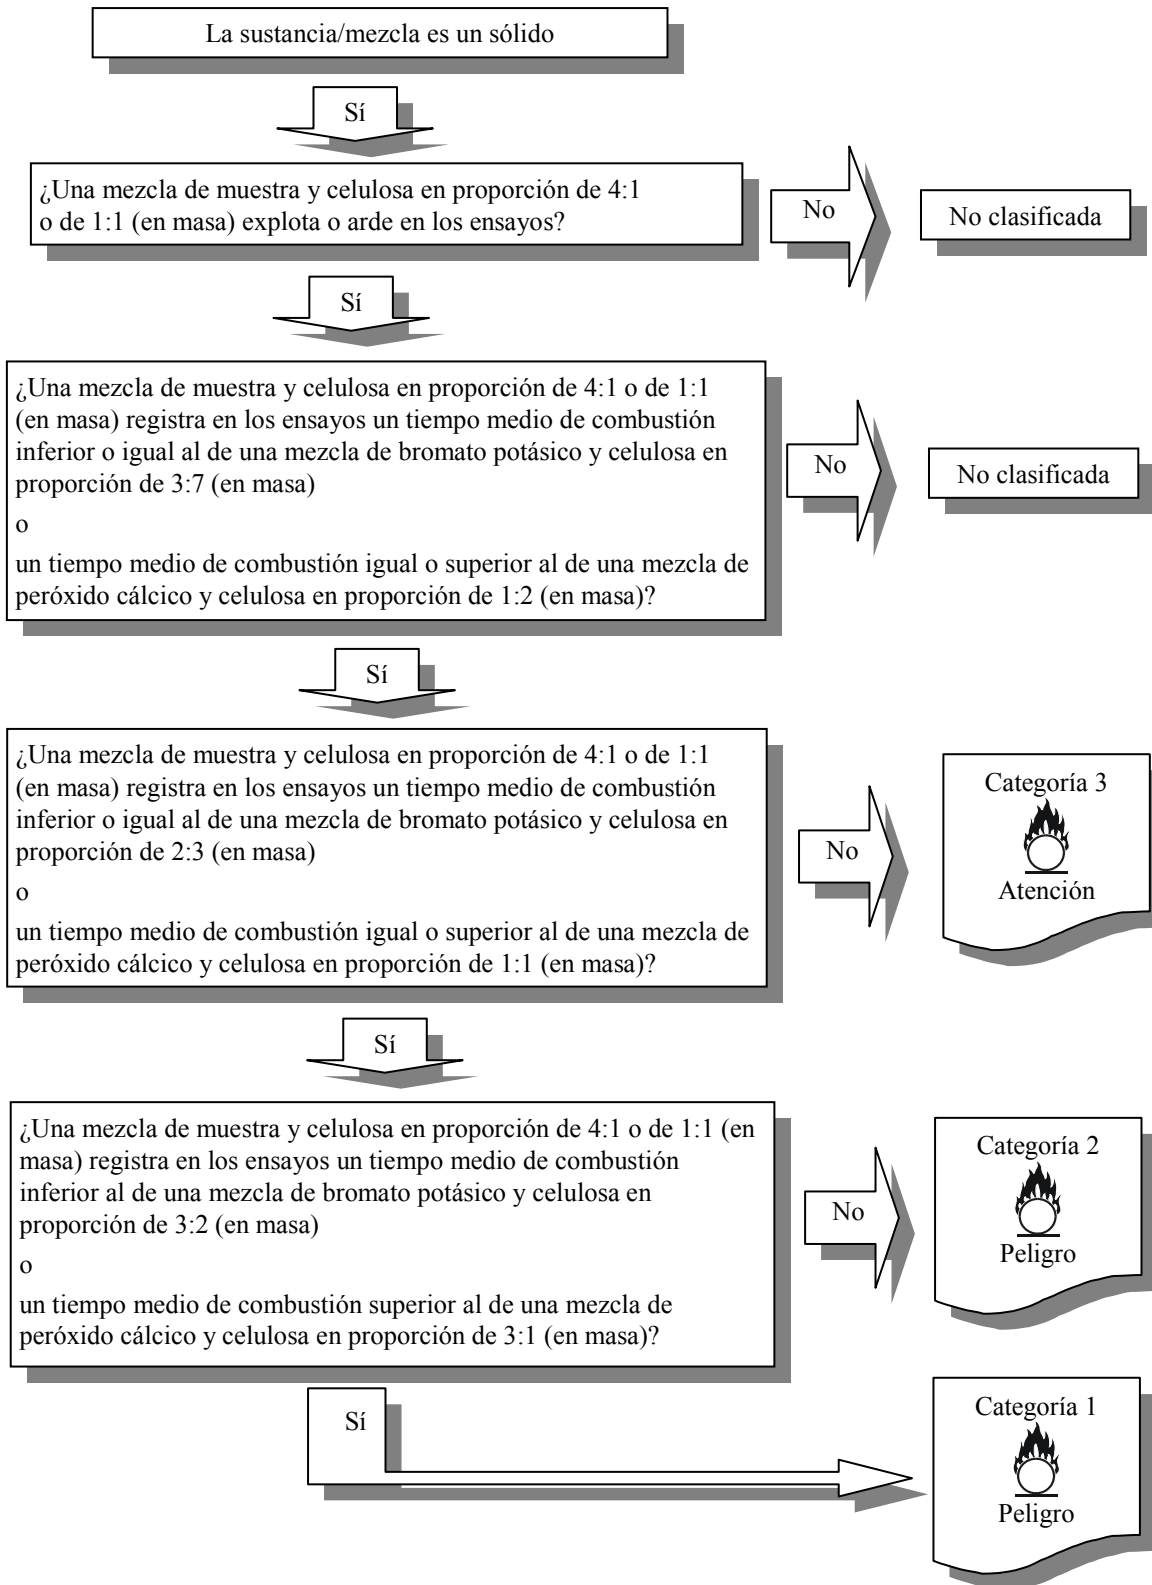 La sustancia/mezcla es un sólido
Sí
¿Una mezcla de muestra y celulosa en proporción de 4:1
o de 1:1 (en masa) explota o arde en los ensayos?
No
No clasificada
Sí
¿Una mezcla de muestra y celulosa en proporción de 4:1 o de 1:1
(en masa) registra en los ensayos un tiempo medio de combustión
inferior o igual al de una mezcla de bromato potásico y celulosa en
proporción de 3:7 (en masa)
o
un tiempo medio de combustión igual o superior al de una mezcla de
peróxido cálcico y celulosa en proporción de 1:2 (en masa)?
No
No clasificada
Sí
¿Una mezcla de muestra y celulosa en proporción de 4:1 o de 1:1
(en masa) registra en los ensayos un tiempo medio de combustión
inferior o igual al de una mezcla de bromato potásico y celulosa en
proporción de 2:3 (en masa)
o
un tiempo medio de combustión igual o superior al de una mezcla de
peróxido cálcico y celulosa en proporción de 1:1 (en masa)?
No
Categoría 3
Atención
Sí
¿Una mezcla de muestra y celulosa en proporción de 4:1 o de 1:1 (en
masa) registra en los ensayos un tiempo medio de combustión
inferior al de una mezcla de bromato potásico y celulosa en
proporción de 3:2 (en masa)
o
un tiempo medio de combustión superior al de una mezcla de
peróxido cálcico y celulosa en proporción de 3:1 (en masa)?
No
Categoría 2
Peligro
Sí
Categoría 1
Peligro